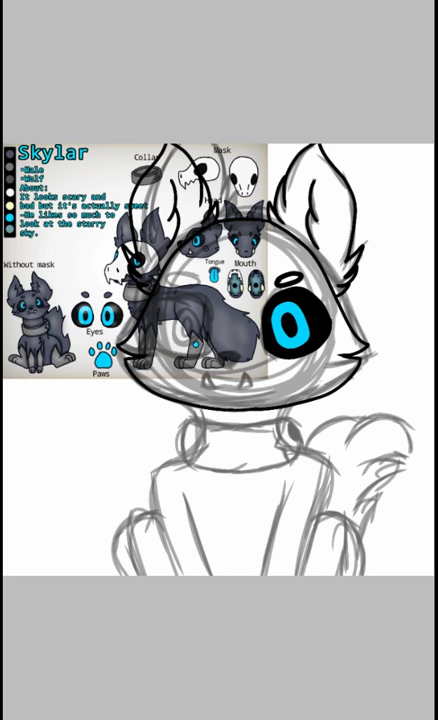 Skylar
•Male
•Wolf
About:
It looks scary and
bad but it's actually sweet
-He likes so much to
look at the starry
sky.
Collar
Mask
Without mask
Eyes
Paws
Tongue
Mouth